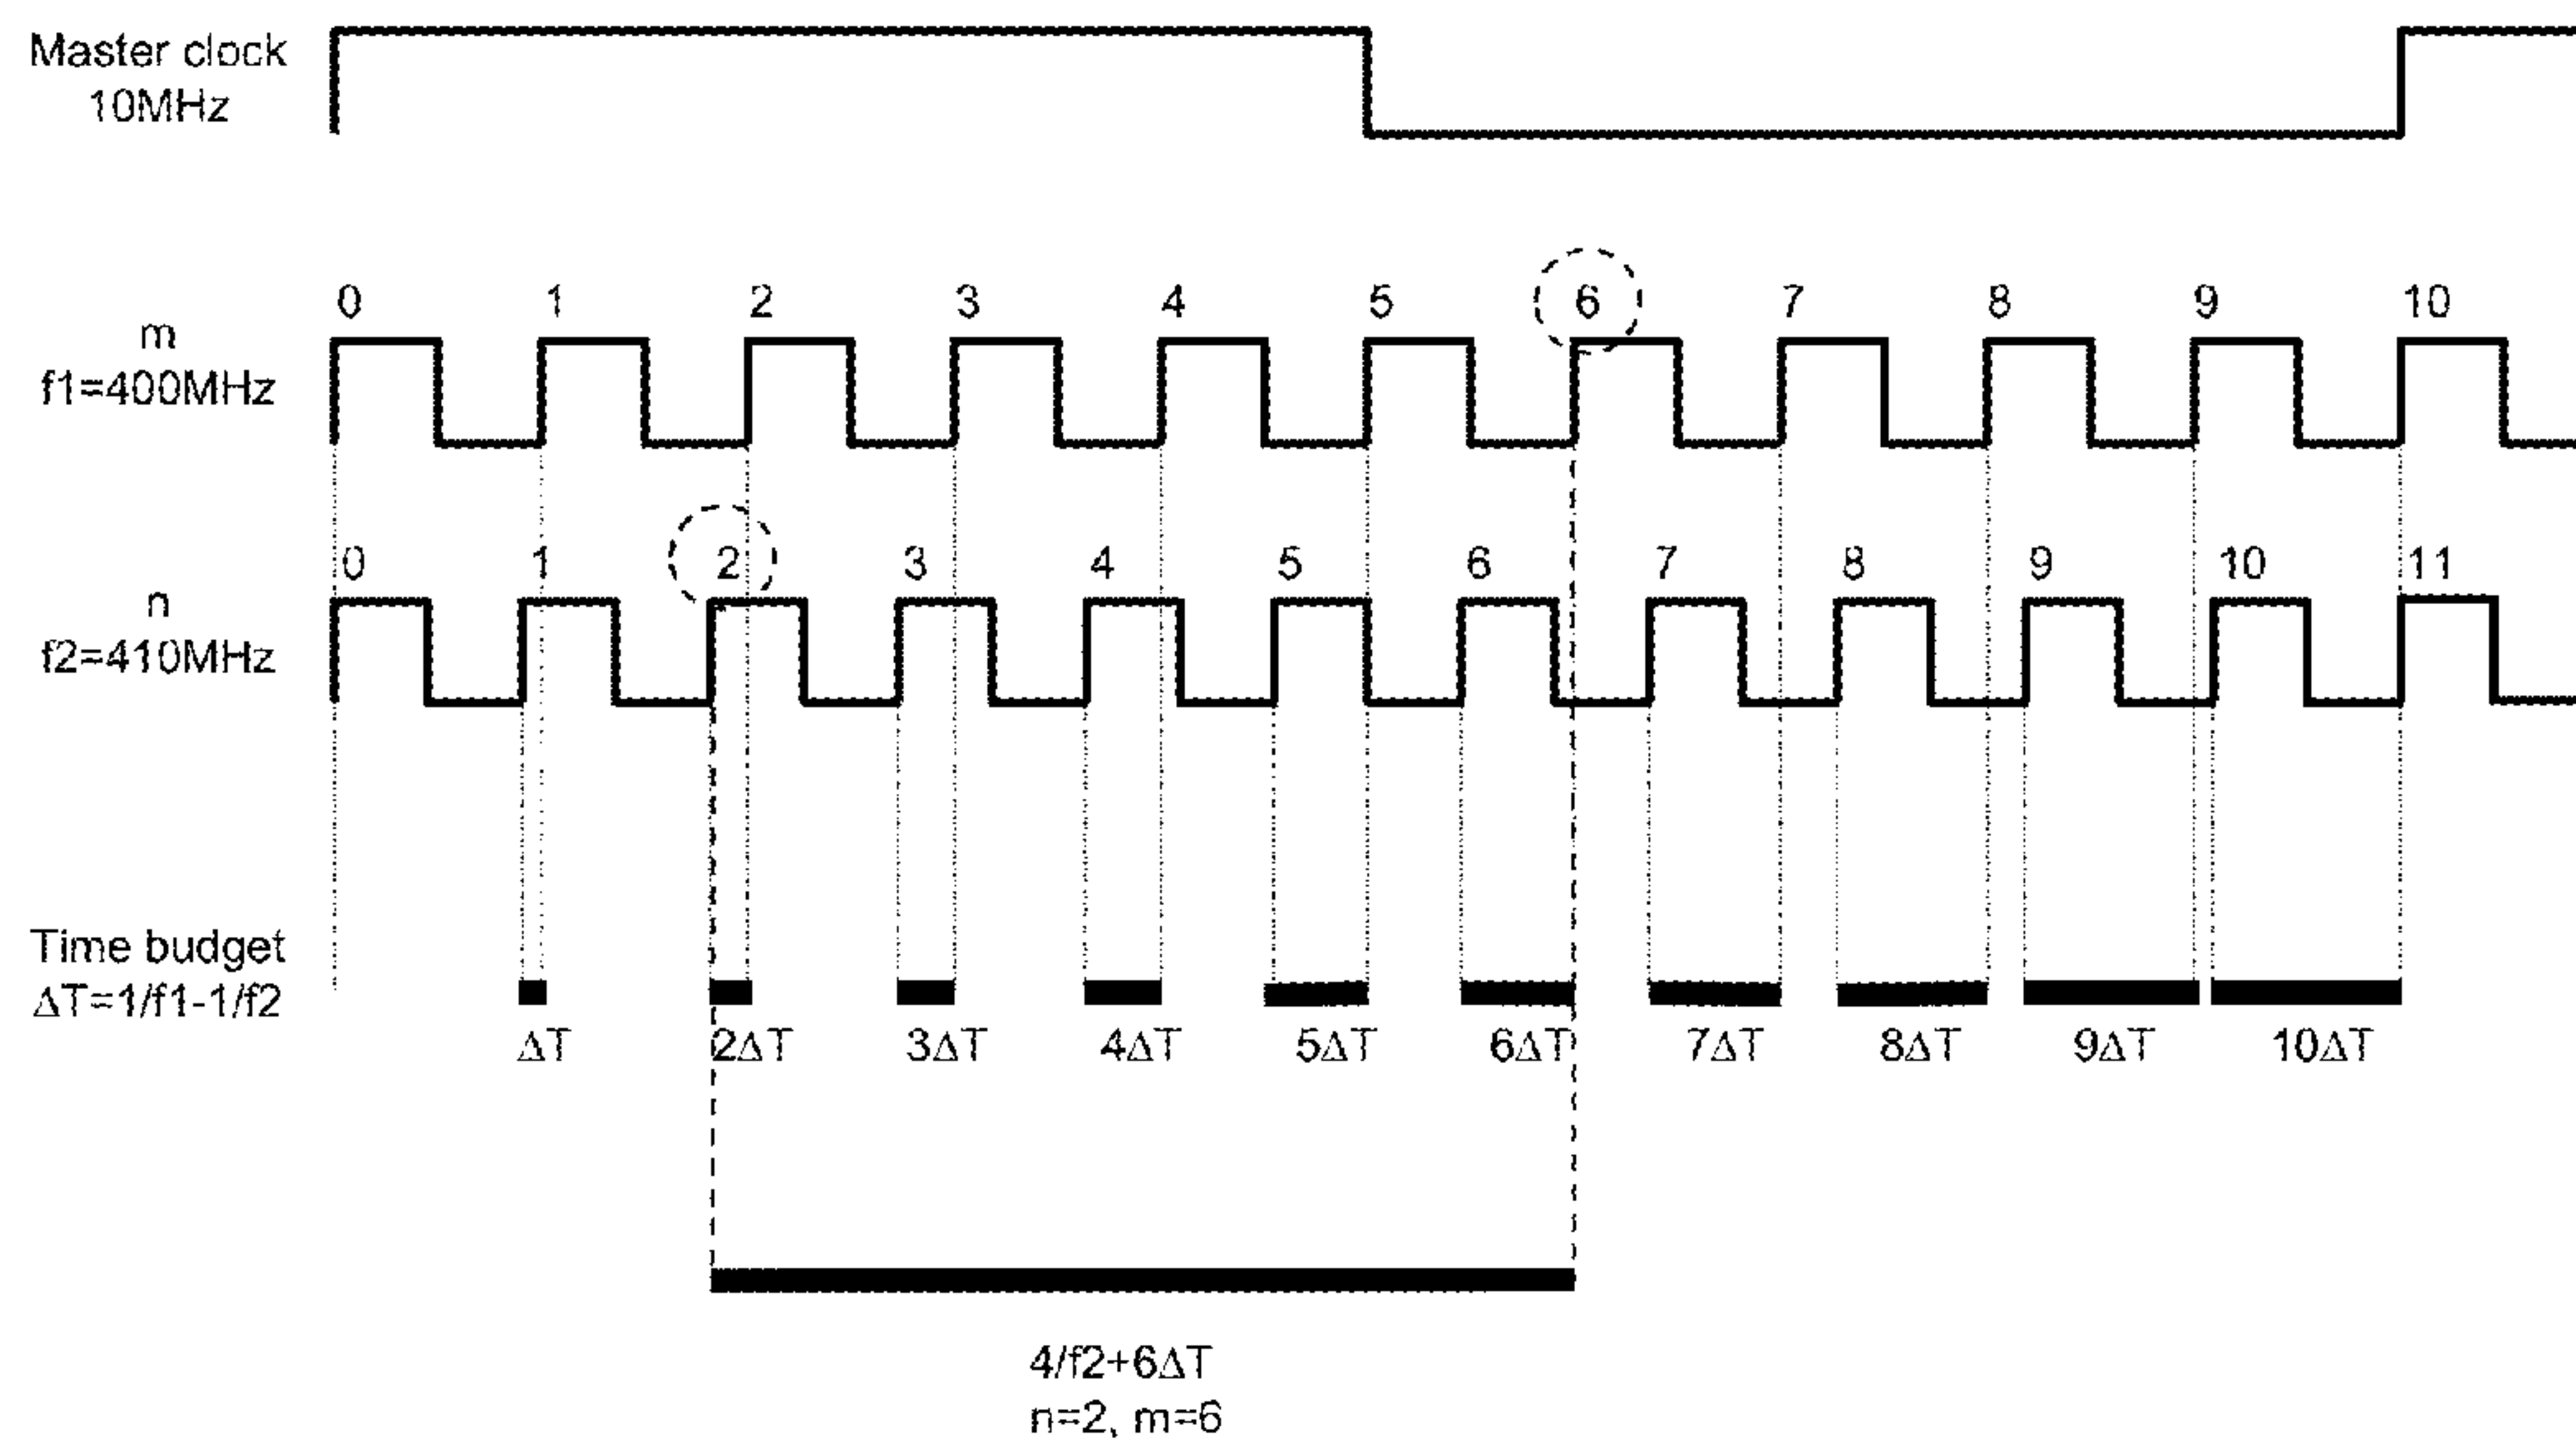 Master clock
10MHz
0 1 2 3 4 5 6 7 8 9 10
m
f1=400MHz
0 1 2 3 4 5 6 7 8 9 10 11
n
f2=410MHz
Time budget
ΔT=1/f1-1/f2
ΔT 2ΔT 3ΔT 4ΔT 5ΔT 6ΔT 7ΔT 8ΔT 9ΔT 10ΔT
4/f2+6ΔT
n=2, m=6